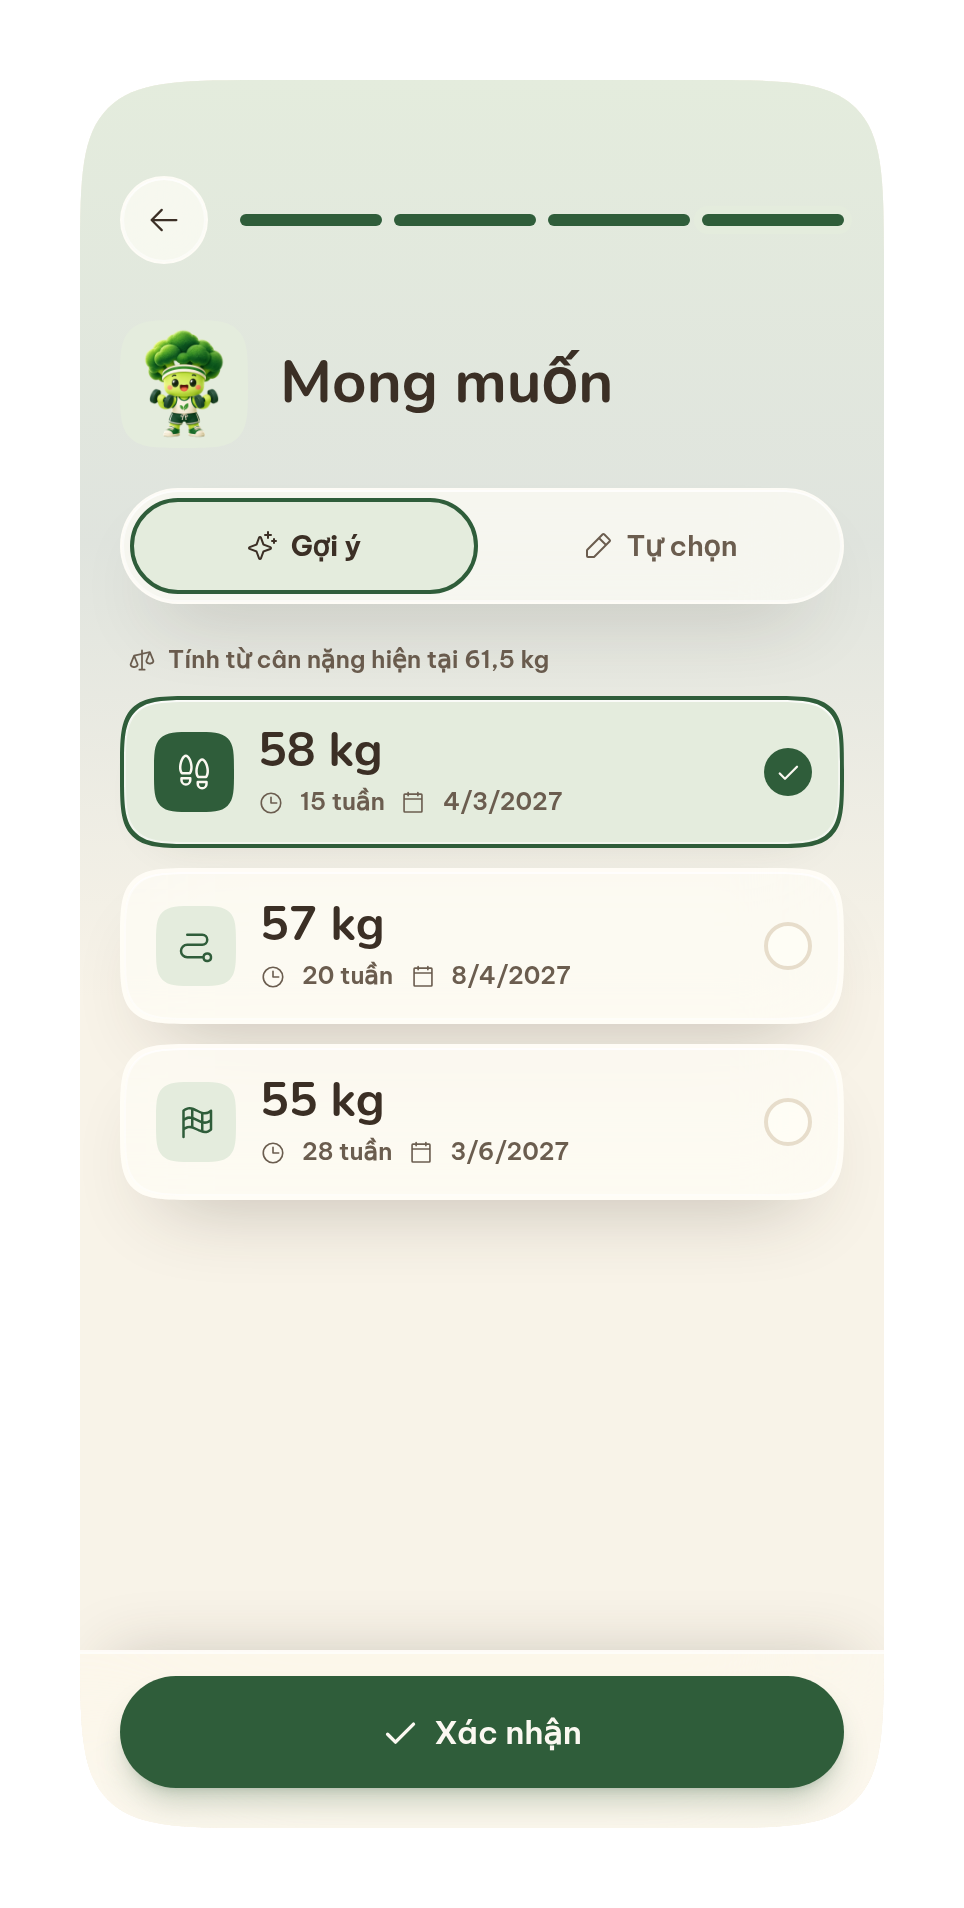 Mong muốn
Gợi ý
Tự chọn
Tính từ cân nặng hiện tại 61,5 kg
58 kg
15 tuần 4/3/2027
57 kg
20 tuần 8/4/2027
55 kg
28 tuần 3/6/2027
Xác nhận